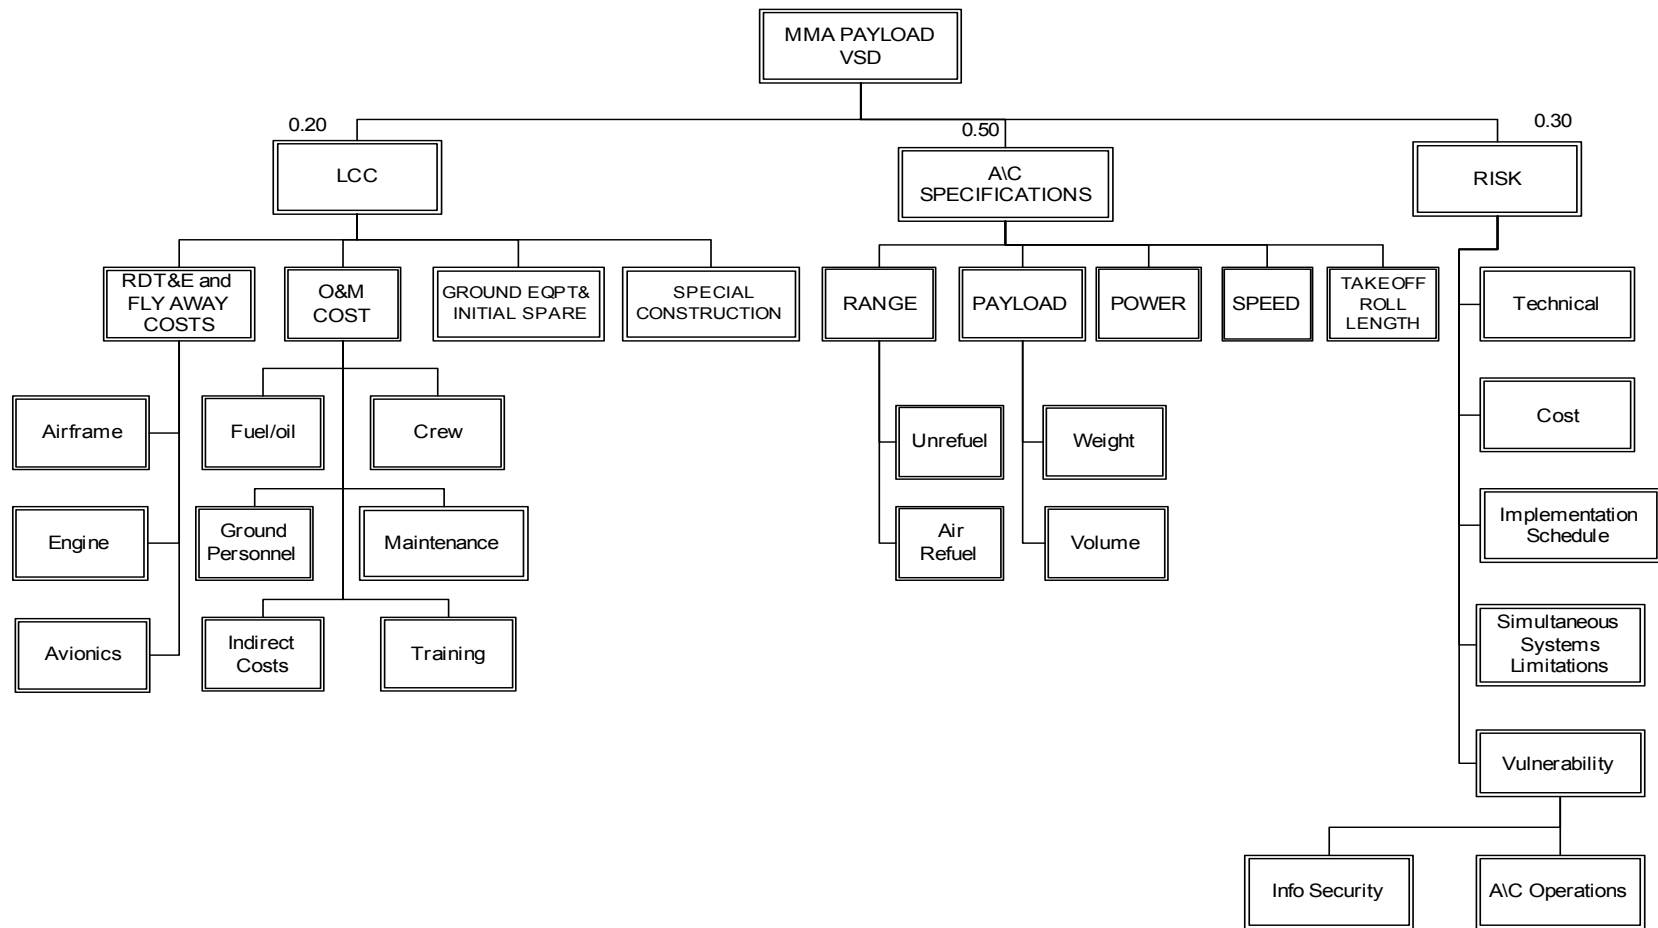 MMA PAYLOAD
VSD
0.20
0.50
0.30
LCC
A\C
SPECIFICATIONS
RISK
RDT&E and
FLY AWAY
COSTS
O&M
COST
GROUND EQPT&
INITIAL SPARE
SPECIAL
CONSTRUCTION
RANGE
PAYLOAD
POWER
SPEED
TAKEOFF
ROLL
LENGTH
Technical
Airframe
Fuel/oil
Crew
Unrefuel
Weight
Cost
Engine
Ground
Personnel
Maintenance
Air
Refuel
Volume
Implementation
Schedule
Avionics
Indirect
Costs
Training
Simultaneous
Systems
Limitations
Vulnerability
Info Security
A\C Operations